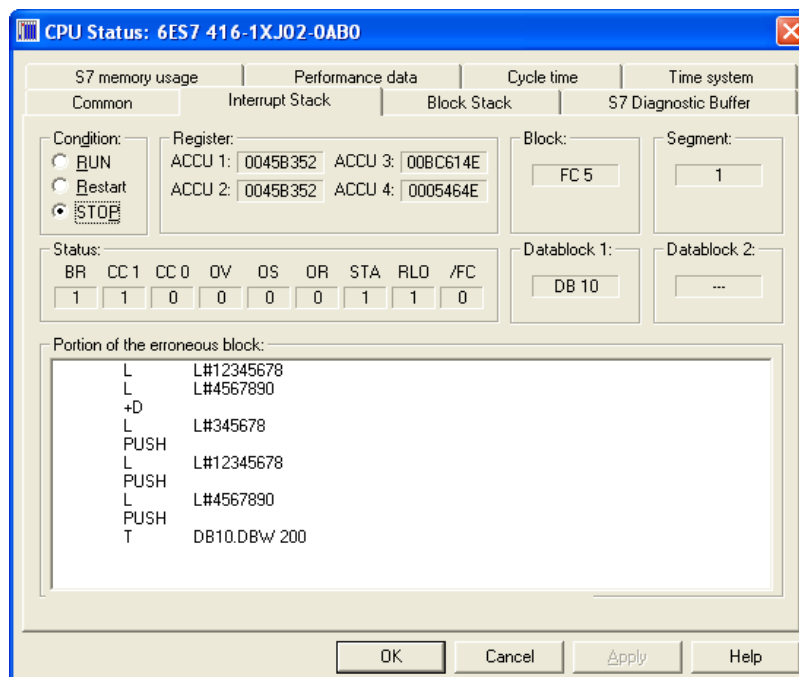 CPU Status: 6ES7 416-1XJ02-0AB0
S7 memory usage Performance data Cycle time Time system
Common Interrupt Stack Block Stack S7 Diagnostic Buffer
Condition:
RUN
Restart
STOP
Register:
ACCU 1: 0045B352 ACCU 3: 00BC614E
ACCU 2: 0045B352 ACCU 4: 0005464E
Block:
FC 5
Segment:
1
Status:
BR CC 1 CC 0 OV OS OR STA RLO /FC
1 1 0 0 0 0 1 1 0
Datablock 1:
DB 10
Datablock 2:
---
Portion of the erroneous block:
L L#12345678
L L#4567890
+D
L L#345678
PUSH
L L#12345678
PUSH
L L#4567890
PUSH
T DB10.DBW 200
OK Cancel Apply Help